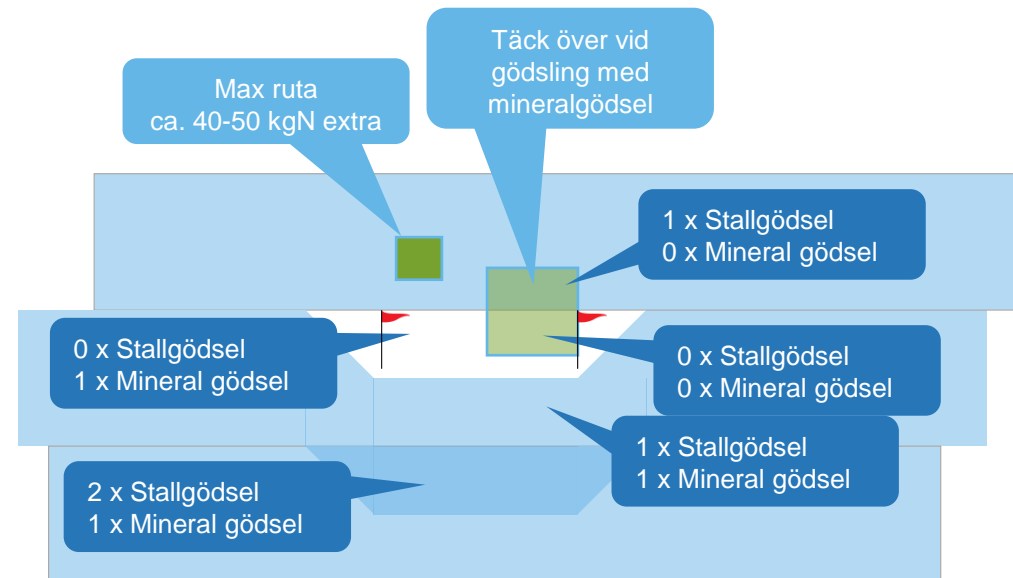 Täck över vid
gödsling med
mineralgödsel
Max ruta
ca. 40-50 kgN extra
1 x Stallgödsel
0 x Mineral gödsel
0 x Stallgödsel
1 x Mineral gödsel
0 x Stallgödsel
0 x Mineral gödsel
1 x Stallgödsel
1 x Mineral gödsel
2 x Stallgödsel
1 x Mineral gödsel